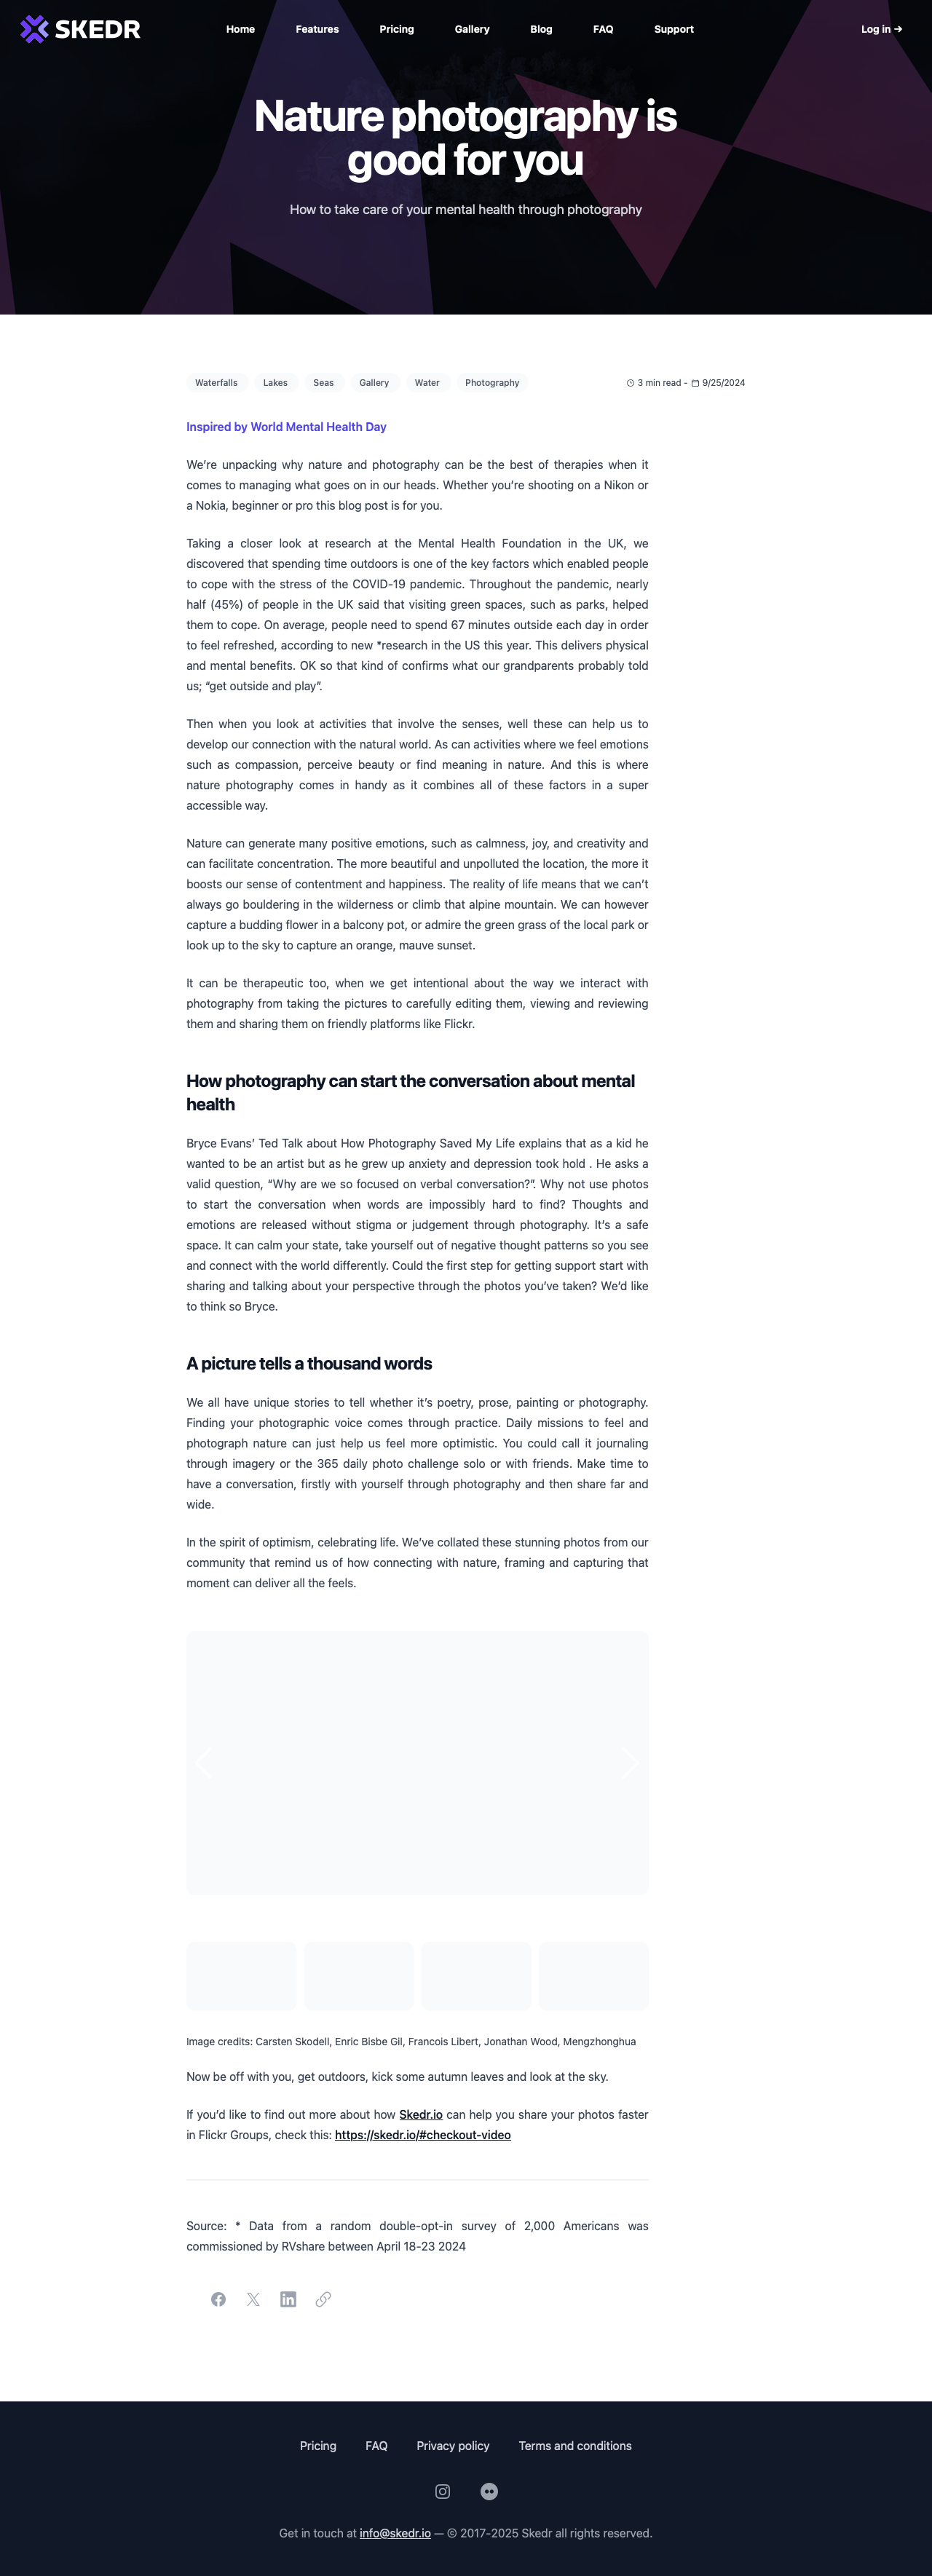 SKEDR
Home Features Pricing Gallery Blog FAQ Support Log in →
Nature photography is
good for you
How to take care of your mental health through photography
Waterfalls Lakes Seas Gallery Water Photography 3 min read - 9/25/2024
Inspired by World Mental Health Day
We’re unpacking why nature and photography can be the best of therapies when it
comes to managing what goes on in our heads. Whether you’re shooting on a Nikon or
a Nokia, beginner or pro this blog post is for you.
Taking a closer look at research at the Mental Health Foundation in the UK, we
discovered that spending time outdoors is one of the key factors which enabled people
to cope with the stress of the COVID-19 pandemic. Throughout the pandemic, nearly
half (45%) of people in the UK said that visiting green spaces, such as parks, helped
them to cope. On average, people need to spend 67 minutes outside each day in order
to feel refreshed, according to new *research in the US this year. This delivers physical
and mental benefits. OK so that kind of confirms what our grandparents probably told
us; “get outside and play”.
Then when you look at activities that involve the senses, well these can help us to
develop our connection with the natural world. As can activities where we feel emotions
such as compassion, perceive beauty or find meaning in nature. And this is where
nature photography comes in handy as it combines all of these factors in a super
accessible way.
Nature can generate many positive emotions, such as calmness, joy, and creativity and
can facilitate concentration. The more beautiful and unpolluted the location, the more it
boosts our sense of contentment and happiness. The reality of life means that we can’t
always go bouldering in the wilderness or climb that alpine mountain. We can however
capture a budding flower in a balcony pot, or admire the green grass of the local park or
look up to the sky to capture an orange, mauve sunset.
It can be therapeutic too, when we get intentional about the way we interact with
photography from taking the pictures to carefully editing them, viewing and reviewing
them and sharing them on friendly platforms like Flickr.
How photography can start the conversation about mental
health
Bryce Evans’ Ted Talk about How Photography Saved My Life explains that as a kid he
wanted to be an artist but as he grew up anxiety and depression took hold . He asks a
valid question, “Why are we so focused on verbal conversation?”. Why not use photos
to start the conversation when words are impossibly hard to find? Thoughts and
emotions are released without stigma or judgement through photography. It’s a safe
space. It can calm your state, take yourself out of negative thought patterns so you see
and connect with the world differently. Could the first step for getting support start with
sharing and talking about your perspective through the photos you’ve taken? We’d like
to think so Bryce.
A picture tells a thousand words
We all have unique stories to tell whether it’s poetry, prose, painting or photography.
Finding your photographic voice comes through practice. Daily missions to feel and
photograph nature can just help us feel more optimistic. You could call it journaling
through imagery or the 365 daily photo challenge solo or with friends. Make time to
have a conversation, firstly with yourself through photography and then share far and
wide.
In the spirit of optimism, celebrating life. We’ve collated these stunning photos from our
community that remind us of how connecting with nature, framing and capturing that
moment can deliver all the feels.
Image credits: Carsten Skodell, Enric Bisbe Gil, Francois Libert, Jonathan Wood, Mengzhonghua
Now be off with you, get outdoors, kick some autumn leaves and look at the sky.
If you’d like to find out more about how Skedr.io can help you share your photos faster
in Flickr Groups, check this: https://skedr.io/#checkout-video
Source: * Data from a random double-opt-in survey of 2,000 Americans was
commissioned by RVshare between April 18-23 2024
Pricing FAQ Privacy policy Terms and conditions
Get in touch at info@skedr.io — © 2017-2025 Skedr all rights reserved.